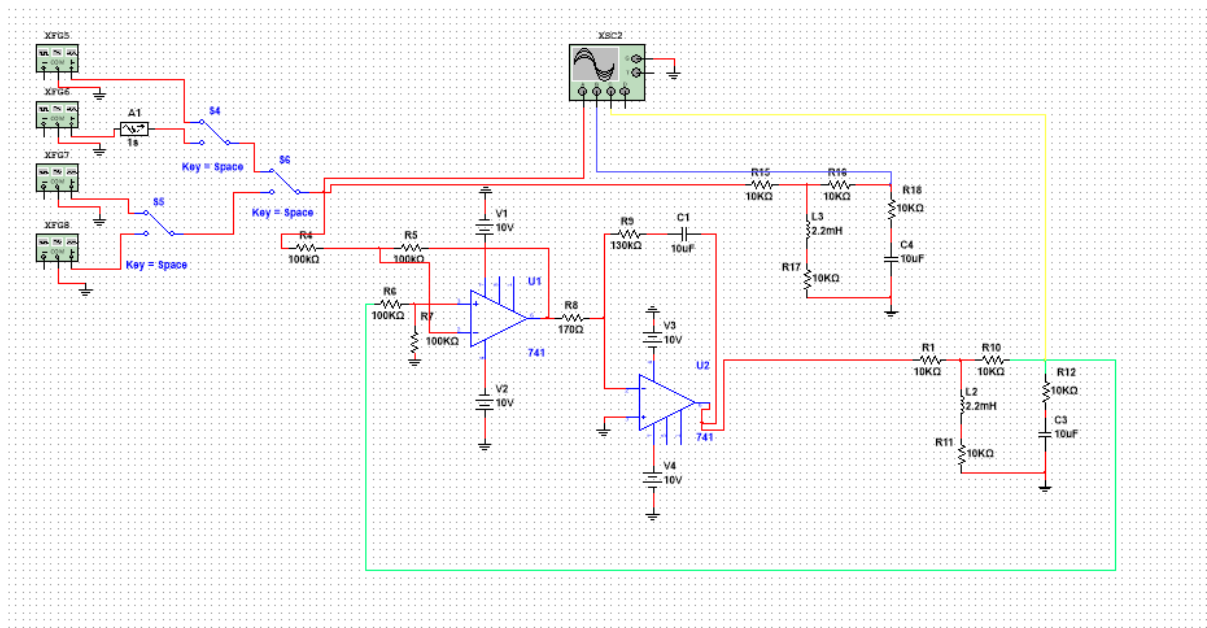 XFG5
XFG6
A1
1s
XFG7
XFG8
S4
Key = Space
S6
Key = Space
S5
Key = Space
XSC2
G
T
A
B
C
D
R15
10KΩ
R16
10KΩ
R18
10KΩ
L3
2.2mH
C4
10uF
R17
10KΩ
V1
10V
R4
100kΩ
R5
100kΩ
R9
130kΩ
C1
10uF
R6
100KΩ
R7
100KΩ
U1
741
R8
170Ω
V3
10V
U2
741
V2
10V
V4
10V
R1
10KΩ
R10
10KΩ
R12
10KΩ
L2
2.2mH
C3
10uF
R11
10KΩ